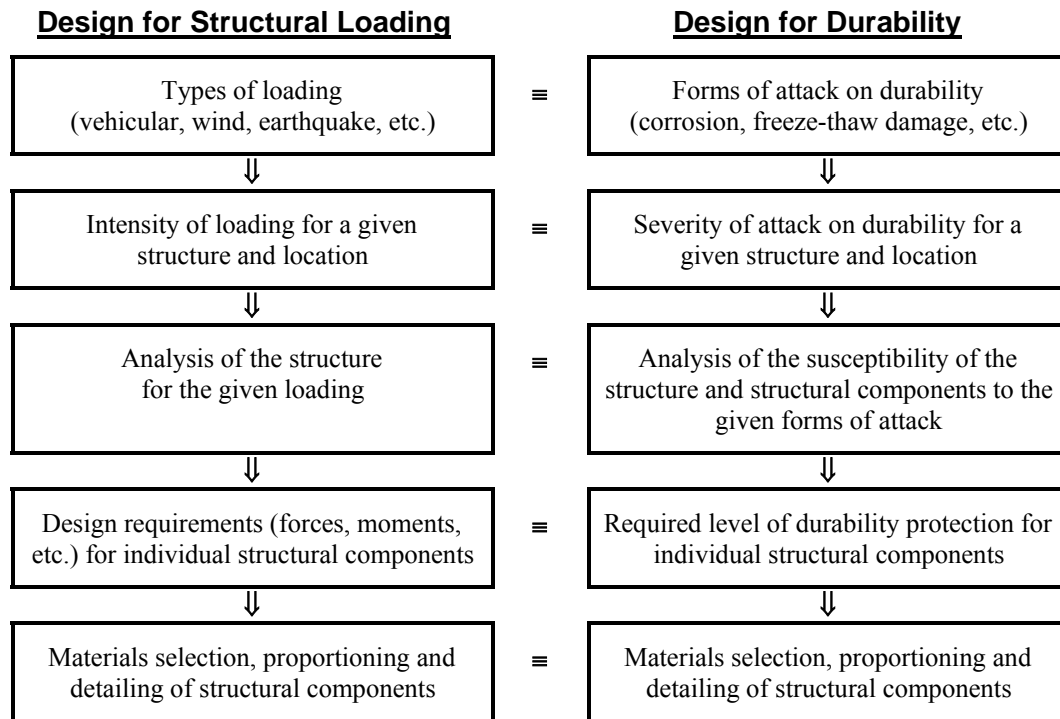 Design for Structural Loading
Design for Durability
Types of loading
(vehicular, wind, earthquake, etc.)
≡
Forms of attack on durability
(corrosion, freeze-thaw damage, etc.)
⇓
⇓
Intensity of loading for a given
structure and location
≡
Severity of attack on durability for a
given structure and location
⇓
⇓
Analysis of the structure
for the given loading
≡
Analysis of the susceptibility of the
structure and structural components to the
given forms of attack
⇓
⇓
Design requirements (forces, moments,
etc.) for individual structural components
≡
Required level of durability protection for
individual structural components
⇓
⇓
Materials selection, proportioning and
detailing of structural components
≡
Materials selection, proportioning and
detailing of structural components